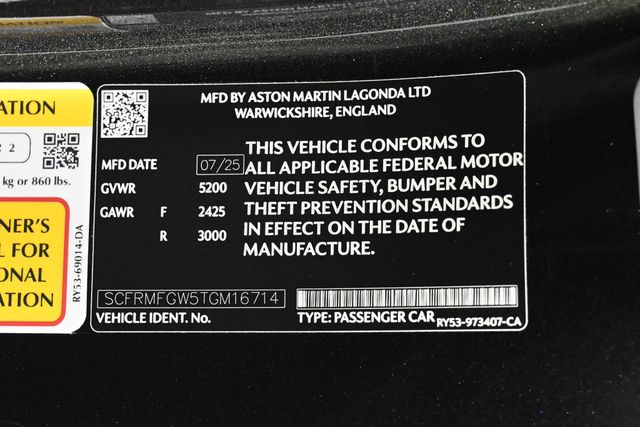 MFD BY ASTON MARTIN LAGONDA LTD
WARWICKSHIRE, ENGLAND
MFD DATE 07/25
GVWR 5200
GAWR F 2425
R 3000
THIS VEHICLE CONFORMS TO
ALL APPLICABLE FEDERAL MOTOR
VEHICLE SAFETY, BUMPER AND
THEFT PREVENTION STANDARDS
IN EFFECT ON THE DATE OF
MANUFACTURE.
SCFRMFGW5TGM16714
VEHICLE IDENT. No.
TYPE: PASSENGER CAR
RY53-973407-CA
ATION
2
kg or 860 lbs.
NER'S
L FOR
ONAL
ATION
RY53-69014-DA